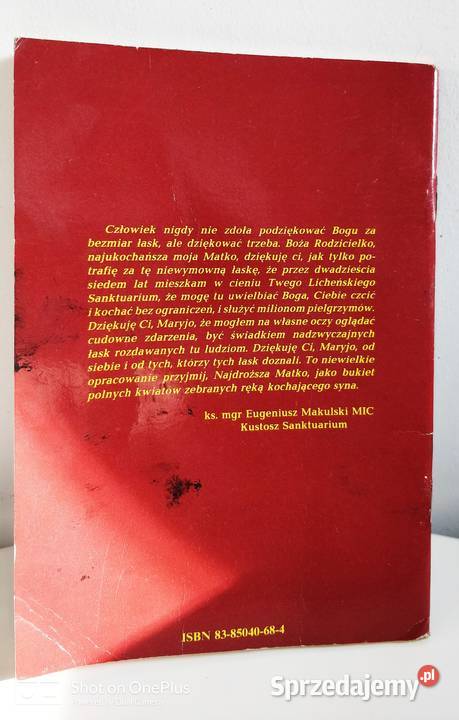 Człowiek nigdy nie zdoła podziękować Bogu za
bezmiar łask, ale dziękować trzeba. Boża Rodzicielko,
najukochańsza moja Matko, dziękuję ci, jak tylko po-
trafię za tę niewymowną łaskę, że przez dwadzieścia
siedem lat mieszkam w cieniu Twego Licheńskiego
Sanktuarium, że mogę tu uwielbiać Boga, Ciebie czcić
i kochać bez ograniczeń, i służyć milionom pielgrzymów.
Dziękuję Ci, Maryjo, że mogłem na własne oczy oglądać
cudowne zdarzenia, być świadkiem nadzwyczajnych
łask rozdawanych tu ludziom. Dziękuję Ci, Maryjo, od
siebie i od tych, którzy tych łask doznali. To niewielkie
opracowanie przyjmij, Najdroższa Matko, jako bukiet
polnych kwiatów zebranych ręką kochającego syna.
ks. mgr Eugeniusz Makulski MIC
Kustosz Sanktuarium
ISBN 83-85040-68-4
Shot on OnePlus
Sprzedajemy.pl